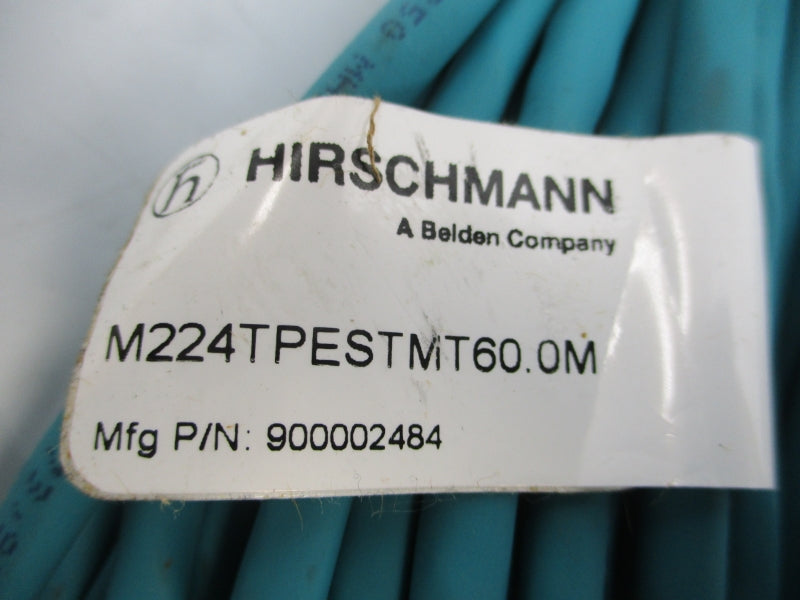 h HIRSCHMANN
A Belden Company
M224TPESTMT60.0M
Mfg P/N: 900002484